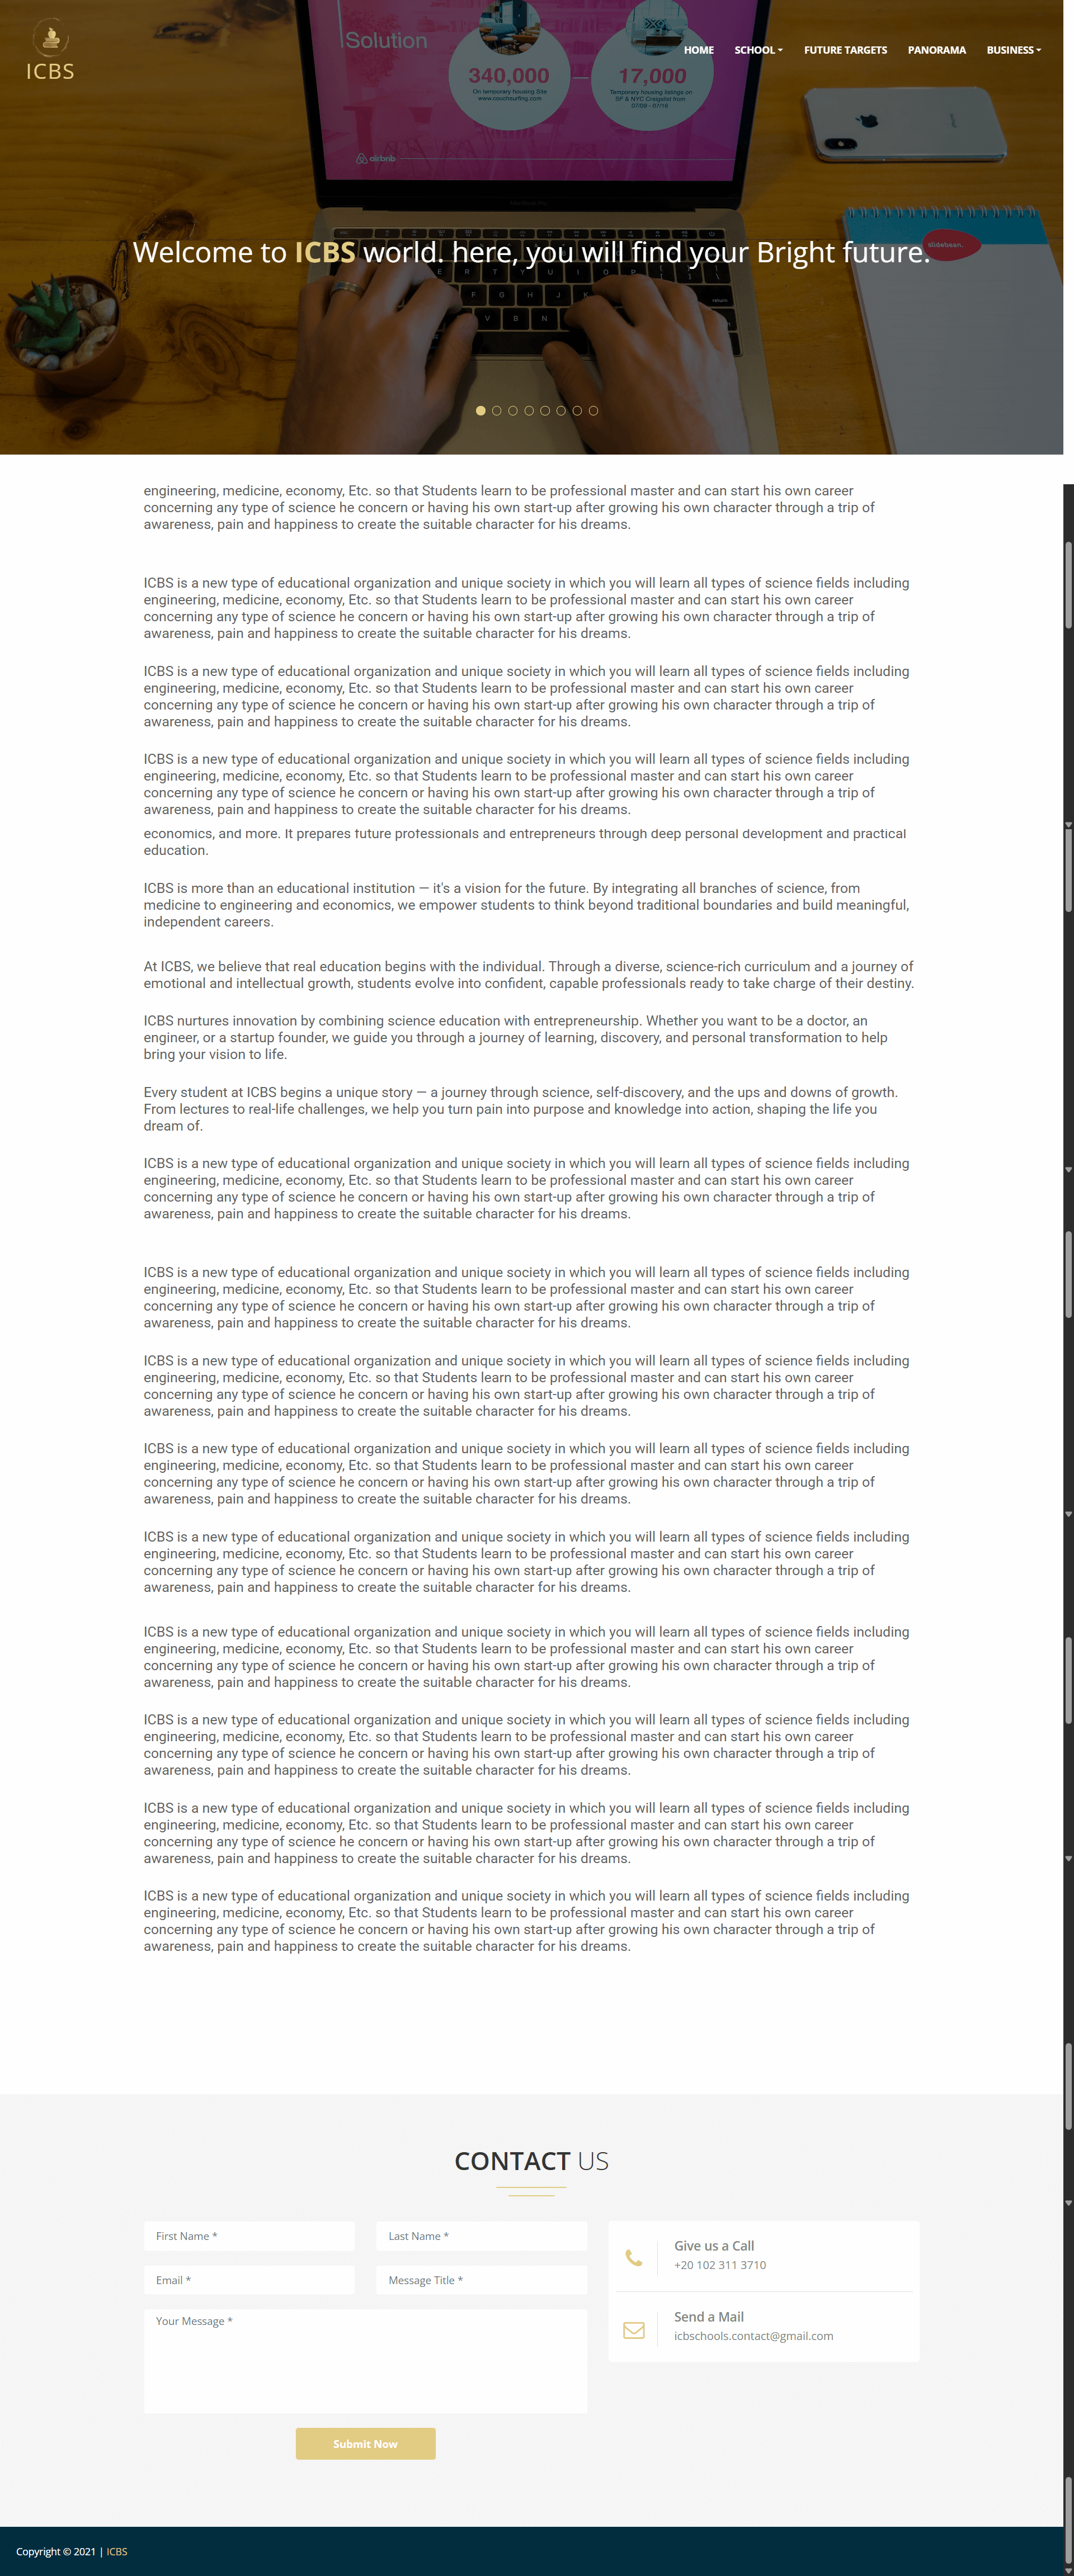 ICBS
HOME SCHOOL FUTURE TARGETS PANORAMA BUSINESS
Solution
340,000
On temporary housing Site
www.couchsurfing.com
17,000
Temporary housing listings on
SF & NYC Craigslist from
07/09 - 07/16
airbnb
MacBook Pro
slidebean.
Welcome to ICBS world. here, you will find your Bright future.
E R T Y U I O P
F G H J K
return
V B N
engineering, medicine, economy, Etc. so that Students learn to be professional master and can start his own career
concerning any type of science he concern or having his own start-up after growing his own character through a trip of
awareness, pain and happiness to create the suitable character for his dreams.
ICBS is a new type of educational organization and unique society in which you will learn all types of science fields including
engineering, medicine, economy, Etc. so that Students learn to be professional master and can start his own career
concerning any type of science he concern or having his own start-up after growing his own character through a trip of
awareness, pain and happiness to create the suitable character for his dreams.
ICBS is a new type of educational organization and unique society in which you will learn all types of science fields including
engineering, medicine, economy, Etc. so that Students learn to be professional master and can start his own career
concerning any type of science he concern or having his own start-up after growing his own character through a trip of
awareness, pain and happiness to create the suitable character for his dreams.
ICBS is a new type of educational organization and unique society in which you will learn all types of science fields including
engineering, medicine, economy, Etc. so that Students learn to be professional master and can start his own career
concerning any type of science he concern or having his own start-up after growing his own character through a trip of
awareness, pain and happiness to create the suitable character for his dreams.
economics, and more. It prepares future professionals and entrepreneurs through deep personal development and practical
education.
ICBS is more than an educational institution — it's a vision for the future. By integrating all branches of science, from
medicine to engineering and economics, we empower students to think beyond traditional boundaries and build meaningful,
independent careers.
At ICBS, we believe that real education begins with the individual. Through a diverse, science-rich curriculum and a journey of
emotional and intellectual growth, students evolve into confident, capable professionals ready to take charge of their destiny.
ICBS nurtures innovation by combining science education with entrepreneurship. Whether you want to be a doctor, an
engineer, or a startup founder, we guide you through a journey of learning, discovery, and personal transformation to help
bring your vision to life.
Every student at ICBS begins a unique story — a journey through science, self-discovery, and the ups and downs of growth.
From lectures to real-life challenges, we help you turn pain into purpose and knowledge into action, shaping the life you
dream of.
ICBS is a new type of educational organization and unique society in which you will learn all types of science fields including
engineering, medicine, economy, Etc. so that Students learn to be professional master and can start his own career
concerning any type of science he concern or having his own start-up after growing his own character through a trip of
awareness, pain and happiness to create the suitable character for his dreams.
ICBS is a new type of educational organization and unique society in which you will learn all types of science fields including
engineering, medicine, economy, Etc. so that Students learn to be professional master and can start his own career
concerning any type of science he concern or having his own start-up after growing his own character through a trip of
awareness, pain and happiness to create the suitable character for his dreams.
ICBS is a new type of educational organization and unique society in which you will learn all types of science fields including
engineering, medicine, economy, Etc. so that Students learn to be professional master and can start his own career
concerning any type of science he concern or having his own start-up after growing his own character through a trip of
awareness, pain and happiness to create the suitable character for his dreams.
ICBS is a new type of educational organization and unique society in which you will learn all types of science fields including
engineering, medicine, economy, Etc. so that Students learn to be professional master and can start his own career
concerning any type of science he concern or having his own start-up after growing his own character through a trip of
awareness, pain and happiness to create the suitable character for his dreams.
ICBS is a new type of educational organization and unique society in which you will learn all types of science fields including
engineering, medicine, economy, Etc. so that Students learn to be professional master and can start his own career
concerning any type of science he concern or having his own start-up after growing his own character through a trip of
awareness, pain and happiness to create the suitable character for his dreams.
ICBS is a new type of educational organization and unique society in which you will learn all types of science fields including
engineering, medicine, economy, Etc. so that Students learn to be professional master and can start his own career
concerning any type of science he concern or having his own start-up after growing his own character through a trip of
awareness, pain and happiness to create the suitable character for his dreams.
ICBS is a new type of educational organization and unique society in which you will learn all types of science fields including
engineering, medicine, economy, Etc. so that Students learn to be professional master and can start his own career
concerning any type of science he concern or having his own start-up after growing his own character through a trip of
awareness, pain and happiness to create the suitable character for his dreams.
ICBS is a new type of educational organization and unique society in which you will learn all types of science fields including
engineering, medicine, economy, Etc. so that Students learn to be professional master and can start his own career
concerning any type of science he concern or having his own start-up after growing his own character through a trip of
awareness, pain and happiness to create the suitable character for his dreams.
ICBS is a new type of educational organization and unique society in which you will learn all types of science fields including
engineering, medicine, economy, Etc. so that Students learn to be professional master and can start his own career
concerning any type of science he concern or having his own start-up after growing his own character through a trip of
awareness, pain and happiness to create the suitable character for his dreams.
CONTACT US
First Name *
Last Name *
Email *
Message Title *
Your Message *
Submit Now
Give us a Call
+20 102 311 3710
Send a Mail
icbschools.contact@gmail.com
Copyright © 2021 | ICBS